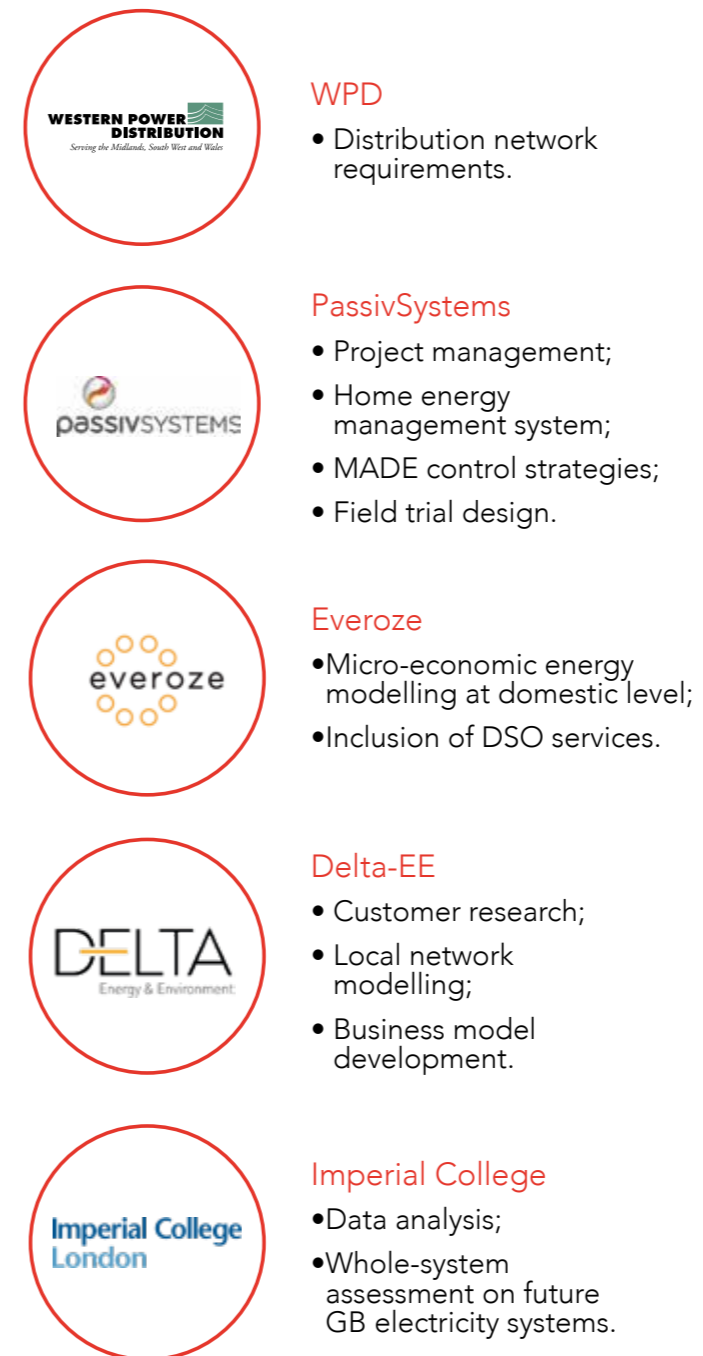 WESTERN POWER
DISTRIBUTION
Serving the Midlands, South West and Wales
WPD
• Distribution network
requirements.
passivsystems
PassivSystems
• Project management;
• Home energy
management system;
• MADE control strategies;
• Field trial design.
everoze
Everoze
•Micro-economic energy
modelling at domestic level;
•Inclusion of DSO services.
DELTA
Energy & Environment
Delta-EE
• Customer research;
• Local network
modelling;
• Business model
development.
Imperial College
London
Imperial College
•Data analysis;
•Whole-system
assessment on future
GB electricity systems.